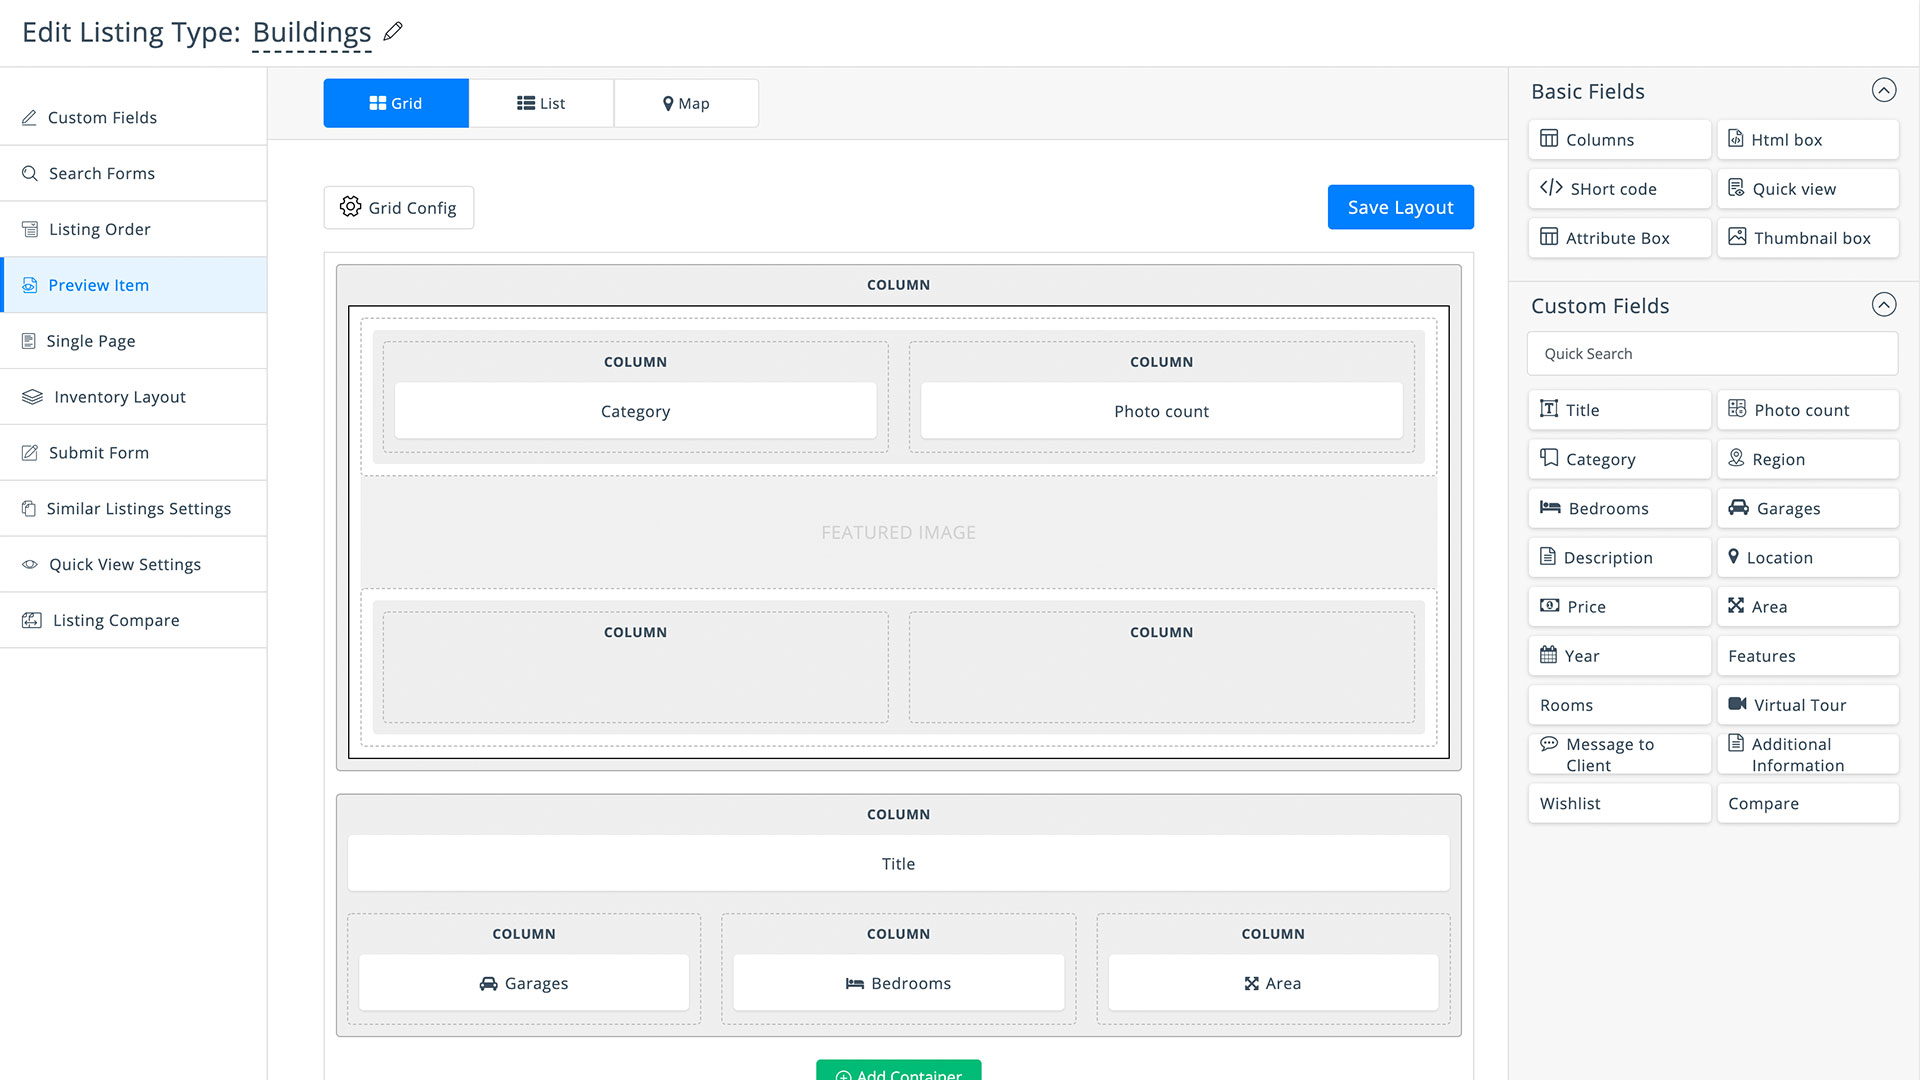 Edit Listing Type: Buildings
Custom Fields
Search Forms
Listing Order
Preview Item
Single Page
Inventory Layout
Submit Form
Similar Listings Settings
Quick View Settings
Listing Compare
Grid
List
Map
Grid Config
Save Layout
COLUMN
COLUMN
COLUMN
Category
Photo count
FEATURED IMAGE
COLUMN
COLUMN
COLUMN
Title
COLUMN
COLUMN
COLUMN
Garages
Bedrooms
Area
Add Container
Basic Fields
Columns
Html box
SHort code
Quick view
Attribute Box
Thumbnail box
Custom Fields
Quick Search
Title
Photo count
Category
Region
Bedrooms
Garages
Description
Location
Price
Area
Year
Features
Rooms
Virtual Tour
Message to
Client
Additional
Information
Wishlist
Compare